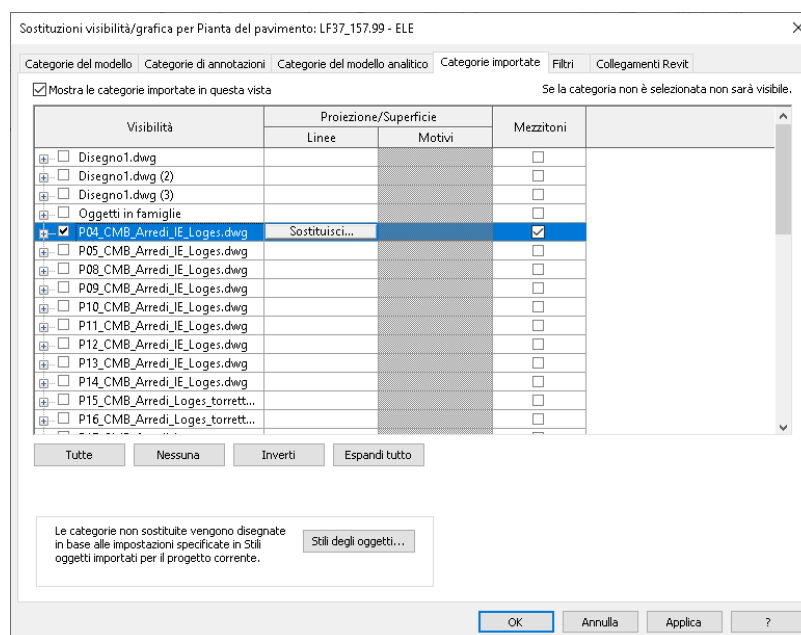 Sostituzioni visibilità/grafica per Pianta del pavimento: LF37_157.99 - ELE
Categorie del modello Categorie di annotazioni Categorie del modello analitico Categorie importate Filtri Collegamenti Revit
Mostra le categorie importate in questa vista Se la categoria non è selezionata non sarà visibile.
Visibilità Proiezione/Superficie Mezzitoni
Linee Motivi
Disegno1.dwg
Disegno1.dwg (2)
Disegno1.dwg (3)
Oggetti in famiglie
P04_CMB_Arredi_IE_Loges.dwg Sostituisci...
P05_CMB_Arredi_IE_Loges.dwg
P08_CMB_Arredi_IE_Loges.dwg
P09_CMB_Arredi_IE_Loges.dwg
P10_CMB_Arredi_IE_Loges.dwg
P11_CMB_Arredi_IE_Loges.dwg
P12_CMB_Arredi_IE_Loges.dwg
P13_CMB_Arredi_IE_Loges.dwg
P14_CMB_Arredi_IE_Loges.dwg
P15_CMB_Arredi_Loges_torrett...
P16_CMB_Arredi_Loges_torrett...
Tutte Nessuna Inverti Espandi tutto
Le categorie non sostituite vengono disegnate
in base alle impostazioni specificate in Stili
oggetti importati per il progetto corrente.
Stili degli oggetti...
OK Annulla Applica ?